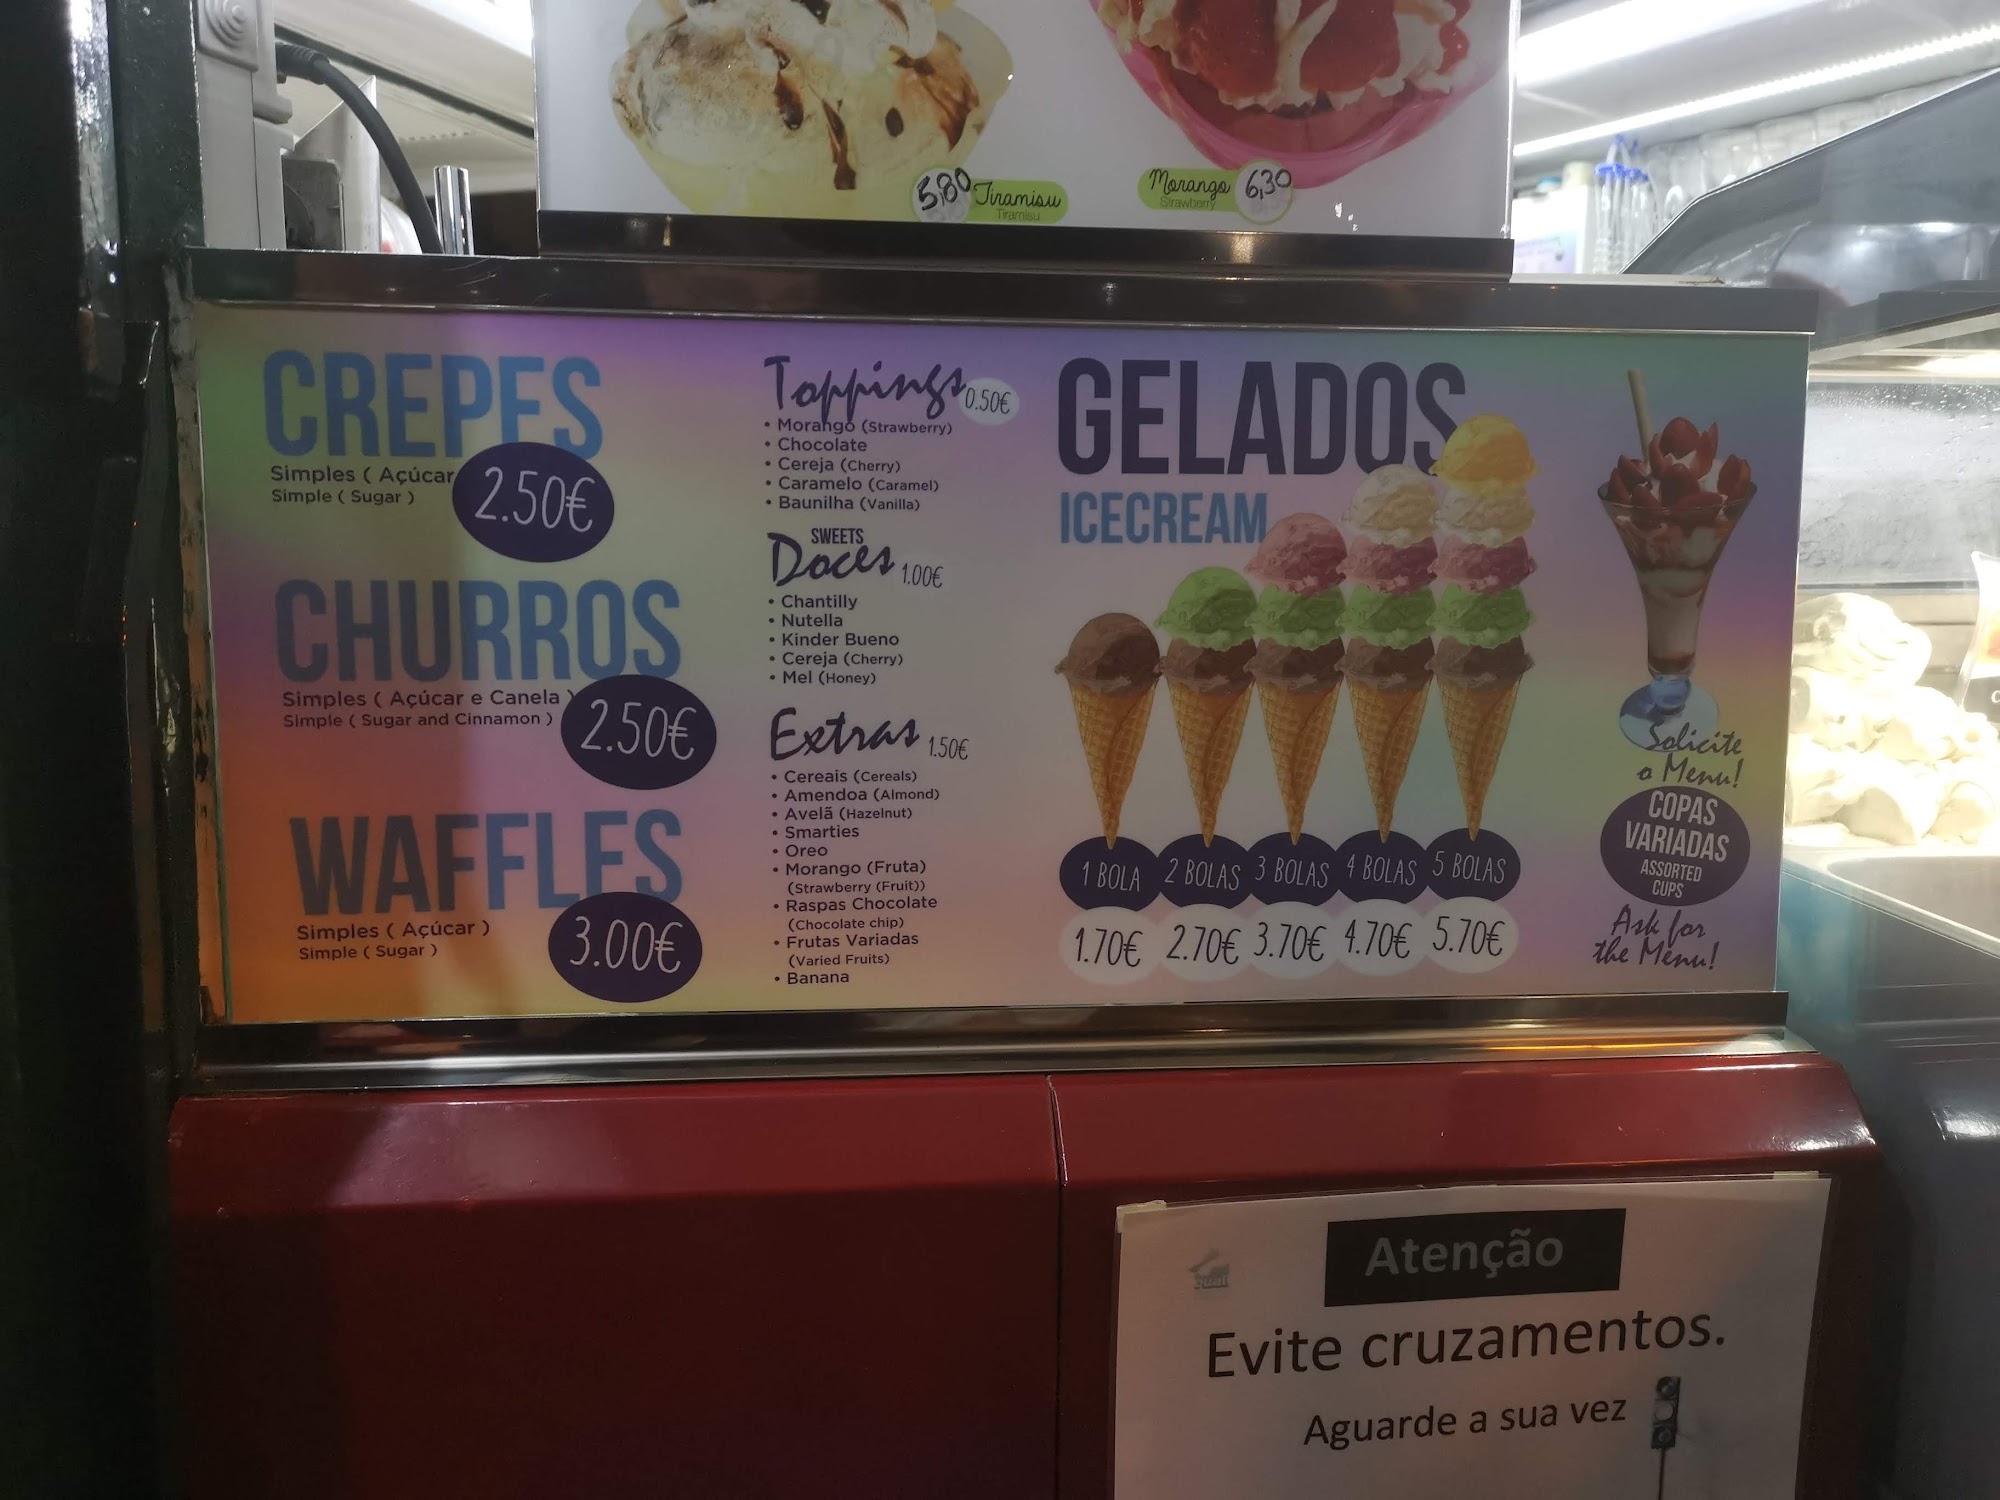 5,80 Tiramisu
Tiramisu
Morango 6,30
Strawberry
CREPES
Simples ( Açúcar
Simple ( Sugar )
2.50€
CHURROS
Simples ( Açúcar e Canela )
Simple ( Sugar and Cinnamon )
2.50€
WAFFLES
Simples ( Açúcar )
Simple ( Sugar )
3.00€
Toppings 0.50€
• Morango (Strawberry)
• Chocolate
• Cereja (Cherry)
• Caramelo (Caramel)
• Baunilha (Vanilla)
SWEETS
Doces 1.00€
• Chantilly
• Nutella
• Kinder Bueno
• Cereja (Cherry)
• Mel (Honey)
Extras 1.50€
• Cereais (Cereals)
• Amendoa (Almond)
• Avelã (Hazelnut)
• Smarties
• Oreo
• Morango (Fruta)
(Strawberry (Fruit))
• Raspas Chocolate
(Chocolate chip)
• Frutas Variadas
(Varied Fruits)
• Banana
GELADOS
ICECREAM
1 BOLA 2 BOLAS 3 BOLAS 4 BOLAS 5 BOLAS
1.70€ 2.70€ 3.70€ 4.70€ 5.70€
Solicite
o Menu!
COPAS
VARIADAS
ASSORTED
CUPS
Ask for
the Menu!
Atenção
Evite cruzamentos.
Aguarde a sua vez